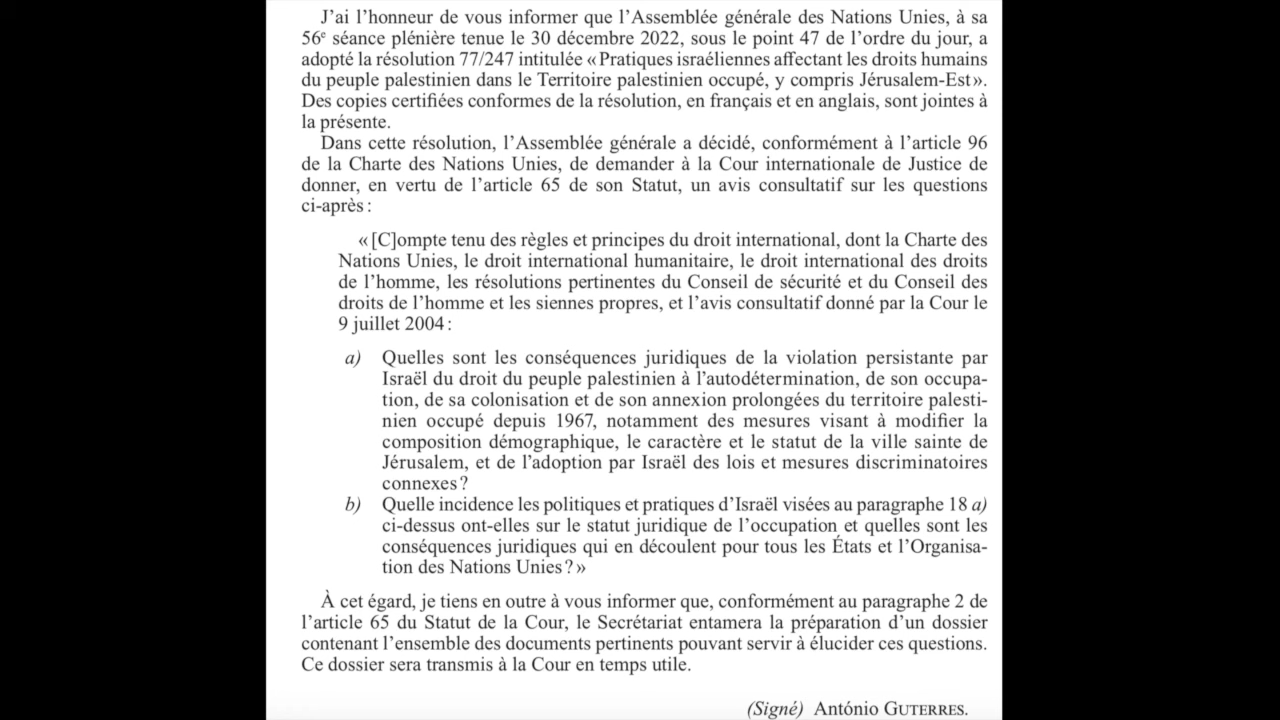 J'ai l'honneur de vous informer que l'Assemblée générale des Nations Unies, à sa
56e séance plénière tenue le 30 décembre 2022, sous le point 47 de l'ordre du jour, a
adopté la résolution 77/247 intitulée « Pratiques israéliennes affectant les droits humains
du peuple palestinien dans le Territoire palestinien occupé, y compris Jérusalem-Est ».
Des copies certifiées conformes de la résolution, en français et en anglais, sont jointes à
la présente.
Dans cette résolution, l'Assemblée générale a décidé, conformément à l'article 96
de la Charte des Nations Unies, de demander à la Cour internationale de Justice de
donner, en vertu de l'article 65 de son Statut, un avis consultatif sur les questions
ci-après :
« [C]ompte tenu des règles et principes du droit international, dont la Charte des
Nations Unies, le droit international humanitaire, le droit international des droits
de l'homme, les résolutions pertinentes du Conseil de sécurité et du Conseil des
droits de l'homme et les siennes propres, et l'avis consultatif donné par la Cour le
9 juillet 2004 :
a) Quelles sont les conséquences juridiques de la violation persistante par
Israël du droit du peuple palestinien à l'autodétermination, de son occupa-
tion, de sa colonisation et de son annexion prolongées du territoire palesti-
nien occupé depuis 1967, notamment des mesures visant à modifier la
composition démographique, le caractère et le statut de la ville sainte de
Jérusalem, et de l'adoption par Israël des lois et mesures discriminatoires
connexes ?
b) Quelle incidence les politiques et pratiques d'Israël visées au paragraphe 18 a)
ci-dessus ont-elles sur le statut juridique de l'occupation et quelles sont les
conséquences juridiques qui en découlent pour tous les États et l'Organisa-
tion des Nations Unies ? »
À cet égard, je tiens en outre à vous informer que, conformément au paragraphe 2 de
l'article 65 du Statut de la Cour, le Secrétariat entamera la préparation d'un dossier
contenant l'ensemble des documents pertinents pouvant servir à élucider ces questions.
Ce dossier sera transmis à la Cour en temps utile.
(Signé) António GUTERRES.